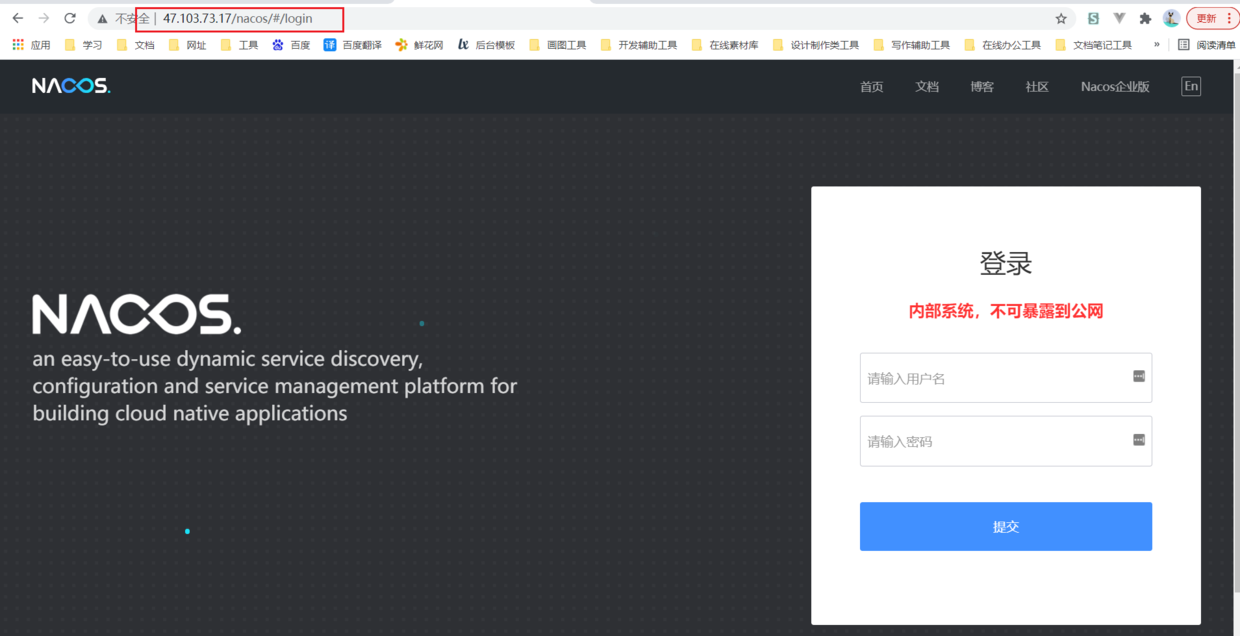 不安全 | 47.103.73.17/nacos/#/login
更新
应用 学习 文档 网址 工具 百度 译 百度翻译 鲜花网 lx 后台模板 画图工具 开发辅助工具 在线素材库 设计制作类工具 写作辅助工具 在线办公工具 文档笔记工具 » 阅读清单
NACOS. 首页 文档 博客 社区 Nacos企业版 En
登录
内部系统，不可暴露到公网
NACOS.
an easy-to-use dynamic service discovery,
configuration and service management platform for
building cloud native applications
请输入用户名
请输入密码
提交